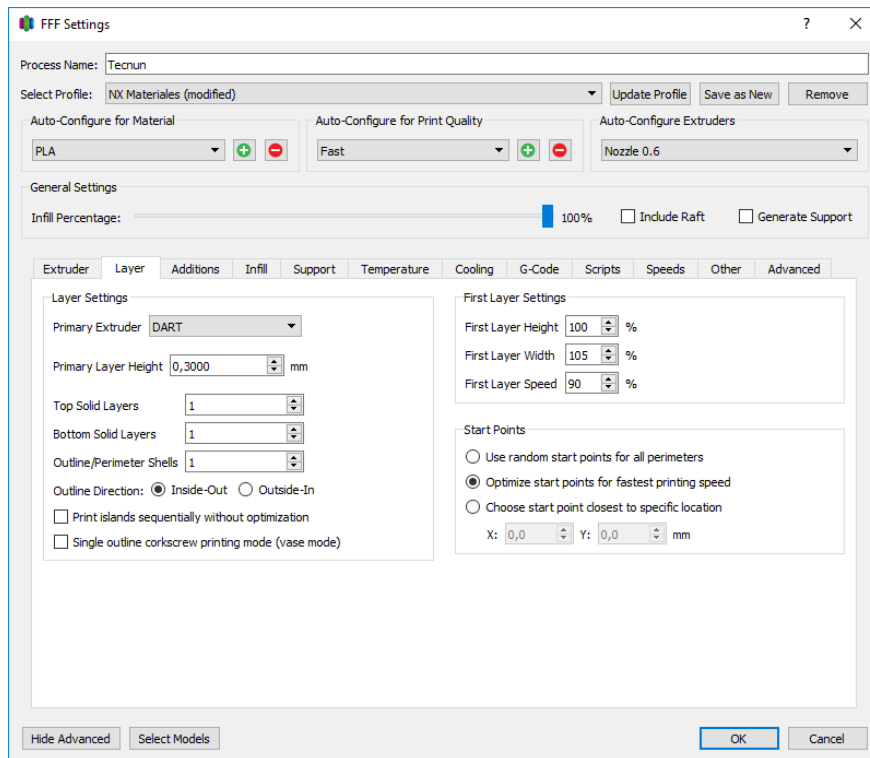 FFF Settings ? ×
Process Name: Tecnun
Select Profile: NX Materiales (modified) Update Profile Save as New Remove
Auto-Configure for Material Auto-Configure for Print Quality Auto-Configure Extruders
PLA Fast Nozzle 0.6
General Settings
Infill Percentage: 100% Include Raft Generate Support
Extruder Layer Additions Infill Support Temperature Cooling G-Code Scripts Speeds Other Advanced
Layer Settings
Primary Extruder DART
Primary Layer Height 0,3000 mm
Top Solid Layers 1
Bottom Solid Layers 1
Outline/Perimeter Shells 1
Outline Direction: Inside-Out Outside-In
Print islands sequentially without optimization
Single outline corkscrew printing mode (vase mode)
First Layer Settings
First Layer Height 100 %
First Layer Width 105 %
First Layer Speed 90 %
Start Points
Use random start points for all perimeters
Optimize start points for fastest printing speed
Choose start point closest to specific location
X: 0,0 Y: 0,0 mm
Hide Advanced Select Models OK Cancel